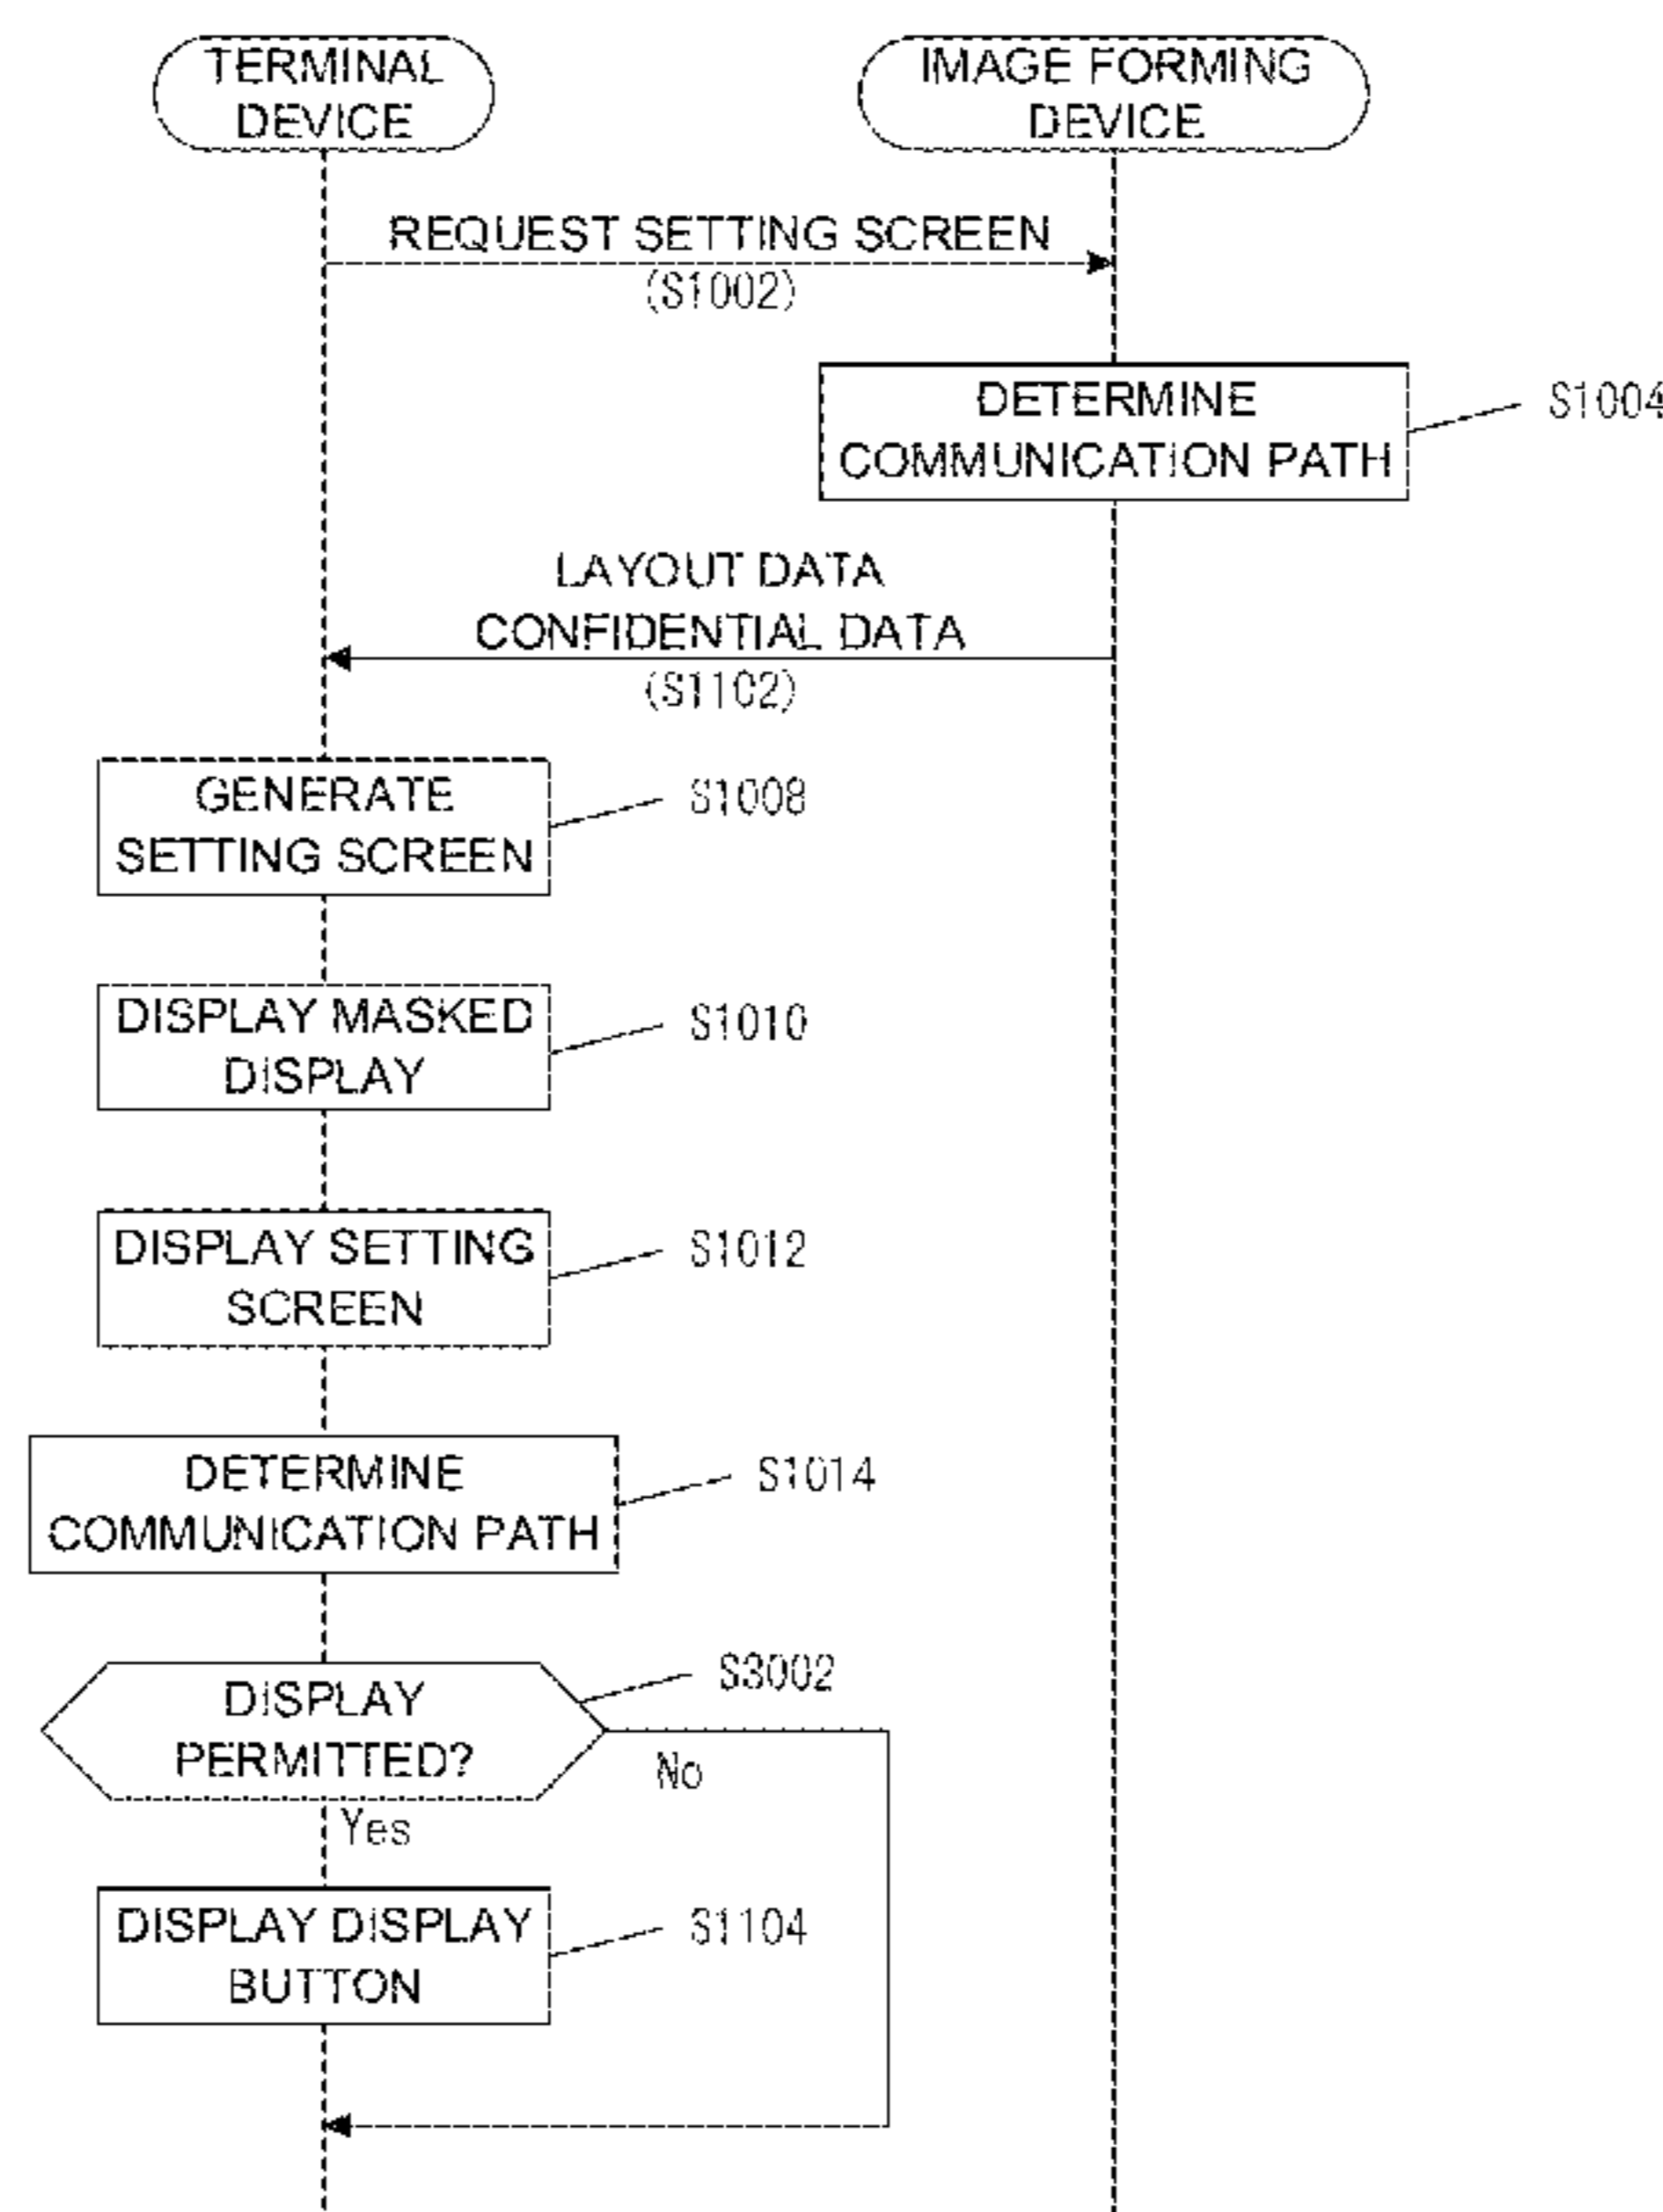 TERMINAL
DEVICE
IMAGE FORMING
DEVICE
REQUEST SETTING SCREEN
(S1002)
DETERMINE
COMMUNICATION PATH
S1004
LAYOUT DATA
CONFIDENTIAL DATA
(S1102)
GENERATE
SETTING SCREEN
S1008
DISPLAY MASKED
DISPLAY
S1010
DISPLAY SETTING
SCREEN
S1012
DETERMINE
COMMUNICATION PATH
S1014
DISPLAY
PERMITTED?
S3002
No
Yes
DISPLAY DISPLAY
BUTTON
S1104